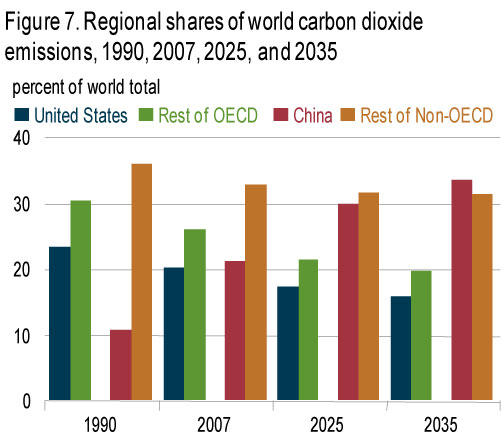 Figure 7. Regional shares of world carbon dioxide
emissions, 1990, 2007, 2025, and 2035
percent of world total
United States Rest of OECD China Rest of Non-OECD
40
30
20
10
0
1990 2007 2025 2035